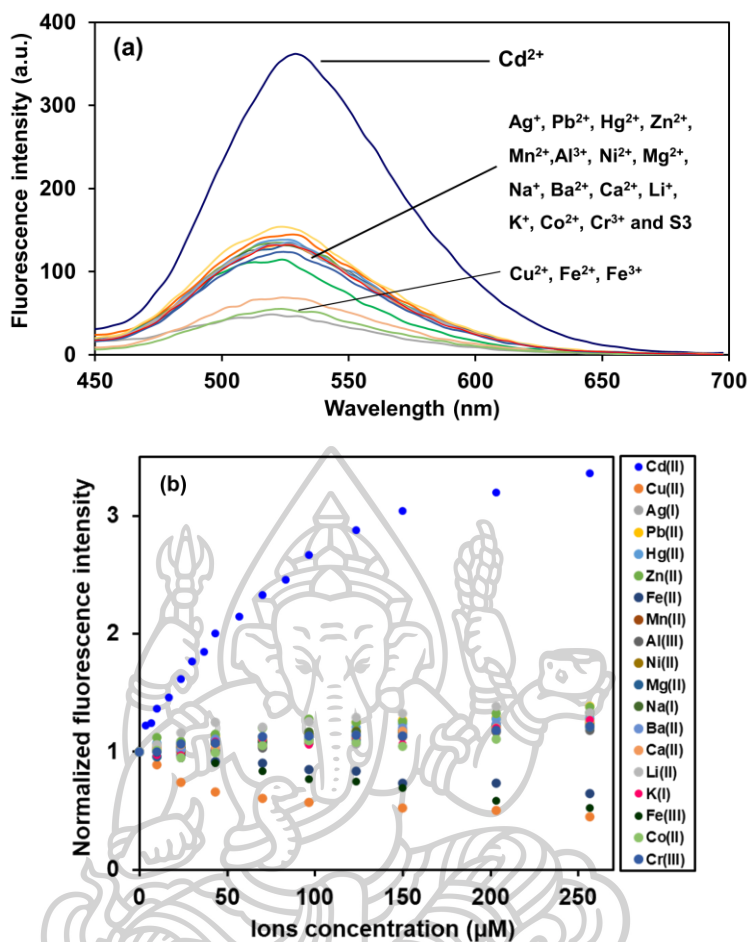 (a)
Fluorescence intensity (a.u.)
400
300
200
100
0
Cd²⁺
Ag⁺, Pb²⁺, Hg²⁺, Zn²⁺,
Mn²⁺,Al³⁺, Ni²⁺, Mg²⁺,
Na⁺, Ba²⁺, Ca²⁺, Li⁺,
K⁺, Co²⁺, Cr³⁺ and S3
Cu²⁺, Fe²⁺, Fe³⁺
450 500 550 600 650 700
Wavelength (nm)
(b)
Normalized fluorescence intensity
3
2
1
0
0 50 100 150 200 250
Ions concentration (µM)
Cd(II)
Cu(II)
Ag(I)
Pb(II)
Hg(II)
Zn(II)
Fe(II)
Mn(II)
Al(III)
Ni(II)
Mg(II)
Na(I)
Ba(II)
Ca(II)
Li(II)
K(I)
Fe(III)
Co(II)
Cr(III)